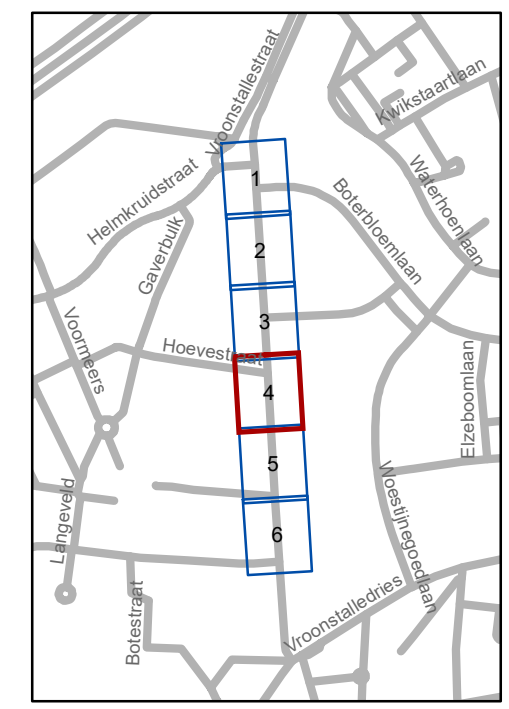 Vroonstallestraat
Kwikstaartlaan
Helmkruidstraat
1
Boterbloemlaan
Waterhoenlaan
Gaverbulk
2
Voormeers
3
Hoevestraat
Elzeboomlaan
4
5
Woestijnegoedlaan
Langeveld
6
Botestraat
Vroonstalledries